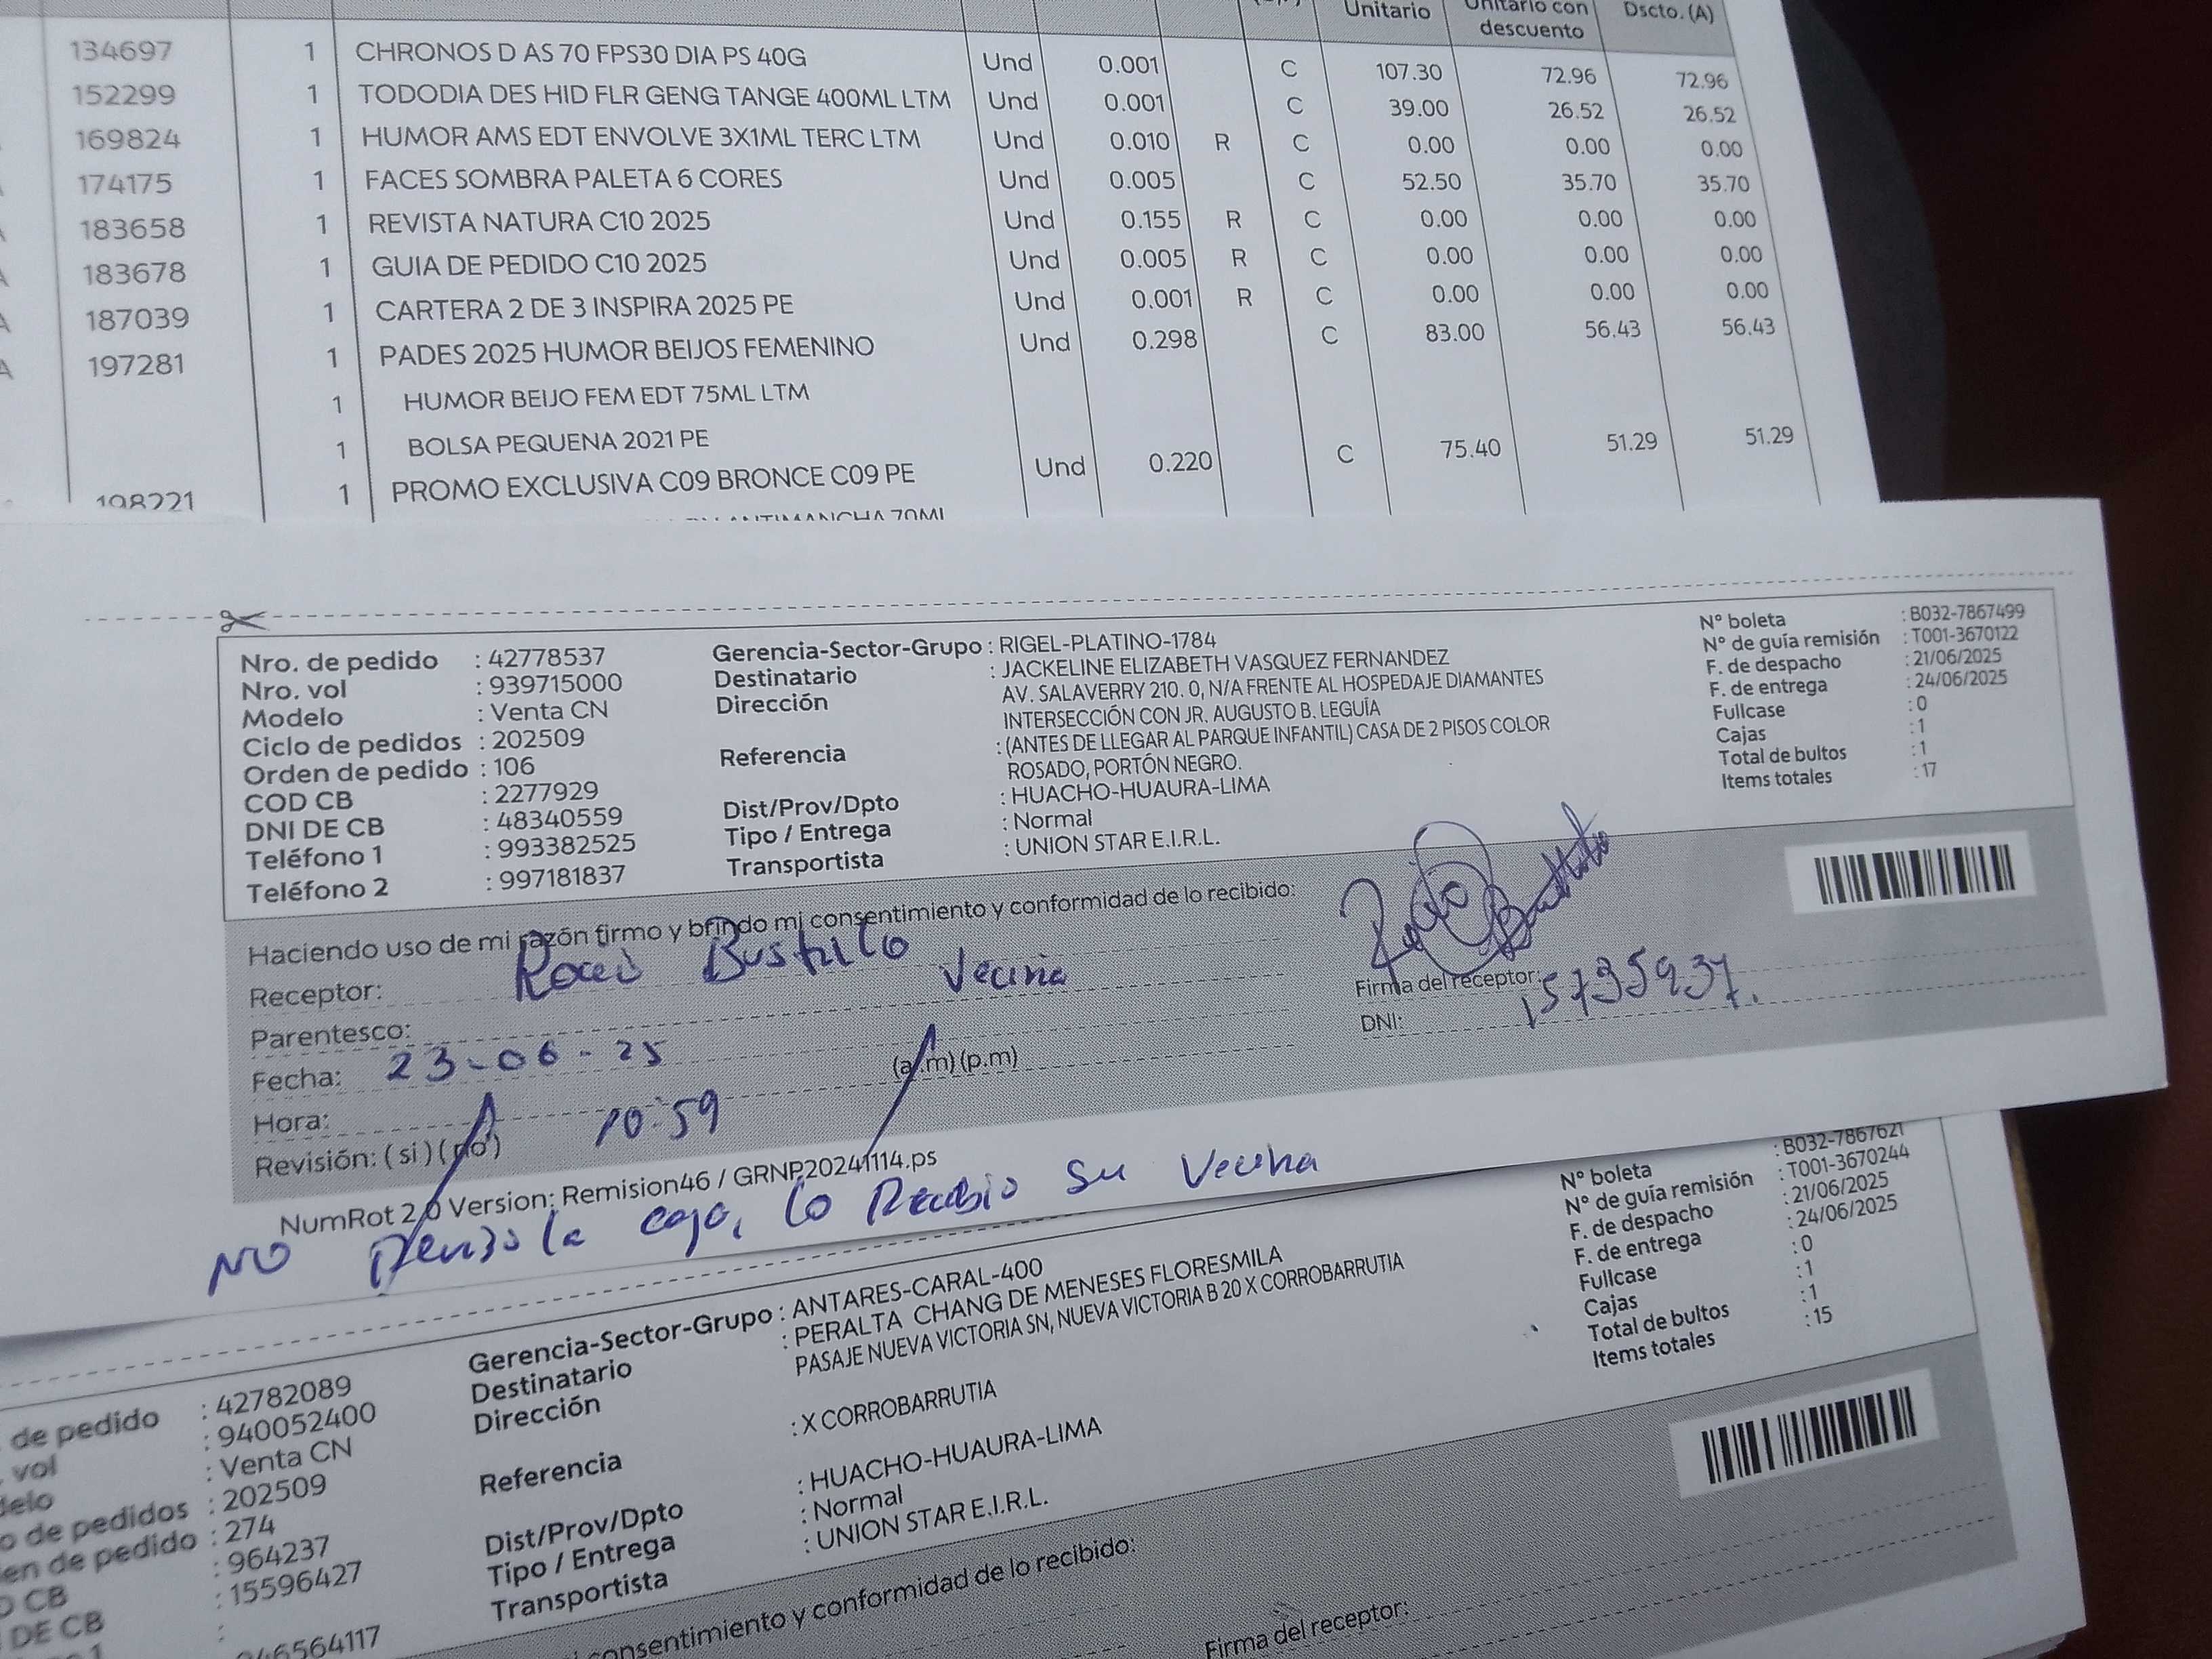 Unitario
Unitario con descuento
Dscto. (A)
134697 1 CHRONOS D AS 70 FPS30 DIA PS 40G Und 0.001 C 107.30 72.96 72.96
152299 1 TODODIA DES HID FLR GENG TANGE 400ML LTM Und 0.001 C 39.00 26.52 26.52
169824 1 HUMOR AMS EDT ENVOLVE 3X1ML TERC LTM Und 0.010 R C 0.00 0.00 0.00
174175 1 FACES SOMBRA PALETA 6 CORES Und 0.005 C 52.50 35.70 35.70
183658 1 REVISTA NATURA C10 2025 Und 0.155 R C 0.00 0.00 0.00
183678 1 GUIA DE PEDIDO C10 2025 Und 0.005 R C 0.00 0.00 0.00
187039 1 CARTERA 2 DE 3 INSPIRA 2025 PE Und 0.001 R C 0.00 0.00 0.00
197281 1 PADES 2025 HUMOR BEIJOS FEMENINO Und 0.298 C 83.00 56.43 56.43
1 HUMOR BEIJO FEM EDT 75ML LTM
1 BOLSA PEQUENA 2021 PE
198221 1 PROMO EXCLUSIVA C09 BRONCE C09 PE Und 0.220 C 75.40 51.29 51.29
ANTIMANCHA 70ML
Nro. de pedido : 42778537
Nro. vol : 939715000
Modelo : Venta CN
Ciclo de pedidos : 202509
Orden de pedido : 106
COD CB : 2277929
DNI DE CB : 48340559
Teléfono 1 : 993382525
Teléfono 2 : 997181837
Gerencia-Sector-Grupo : RIGEL-PLATINO-1784
Destinatario : JACKELINE ELIZABETH VASQUEZ FERNANDEZ
Dirección AV. SALAVERRY 210. 0, N/A FRENTE AL HOSPEDAJE DIAMANTES
INTERSECCIÓN CON JR. AUGUSTO B. LEGUÍA
Referencia : (ANTES DE LLEGAR AL PARQUE INFANTIL) CASA DE 2 PISOS COLOR
ROSADO, PORTÓN NEGRO.
Dist/Prov/Dpto : HUACHO-HUAURA-LIMA
Tipo / Entrega : Normal
Transportista : UNION STAR E.I.R.L.
N° boleta : B032-7867499
N° de guía remisión : T001-3670122
F. de despacho : 21/06/2025
F. de entrega : 24/06/2025
Fullcase : 0
Cajas : 1
Total de bultos : 1
Items totales : 17
Haciendo uso de mi razón firmo y brindo mi consentimiento y conformidad de lo recibido:
Receptor: Rocio Bustillo
Parentesco: Vecina
Fecha: 23-06-25
Hora: 10:59 (a.m) (p.m)
Revisión: (si) (no)
Firma del receptor:
DNI: 15735937.
NumRot 2.0 Version: Remision46 / GRNP20241114.ps
NO Reviso la caja, lo Recibio su Vecina
de pedido : 42782089
vol : 940052400
delo : Venta CN
o de pedidos : 202509
en de pedido : 274
D CB : 964237
DE CB : 15596427
:
946564117
Gerencia-Sector-Grupo : ANTARES-CARAL-400
Destinatario : PERALTA CHANG DE MENESES FLORESMILA
Dirección PASAJE NUEVA VICTORIA SN, NUEVA VICTORIA B 20 X CORROBARRUTIA
Referencia : X CORROBARRUTIA
Dist/Prov/Dpto : HUACHO-HUAURA-LIMA
Tipo / Entrega : Normal
Transportista : UNION STAR E.I.R.L.
N° boleta : B032-7867621
N° de guía remisión : T001-3670244
F. de despacho : 21/06/2025
F. de entrega : 24/06/2025
Fullcase : 0
Cajas : 1
Total de bultos : 1
Items totales : 15
consentimiento y conformidad de lo recibido:
Firma del receptor: